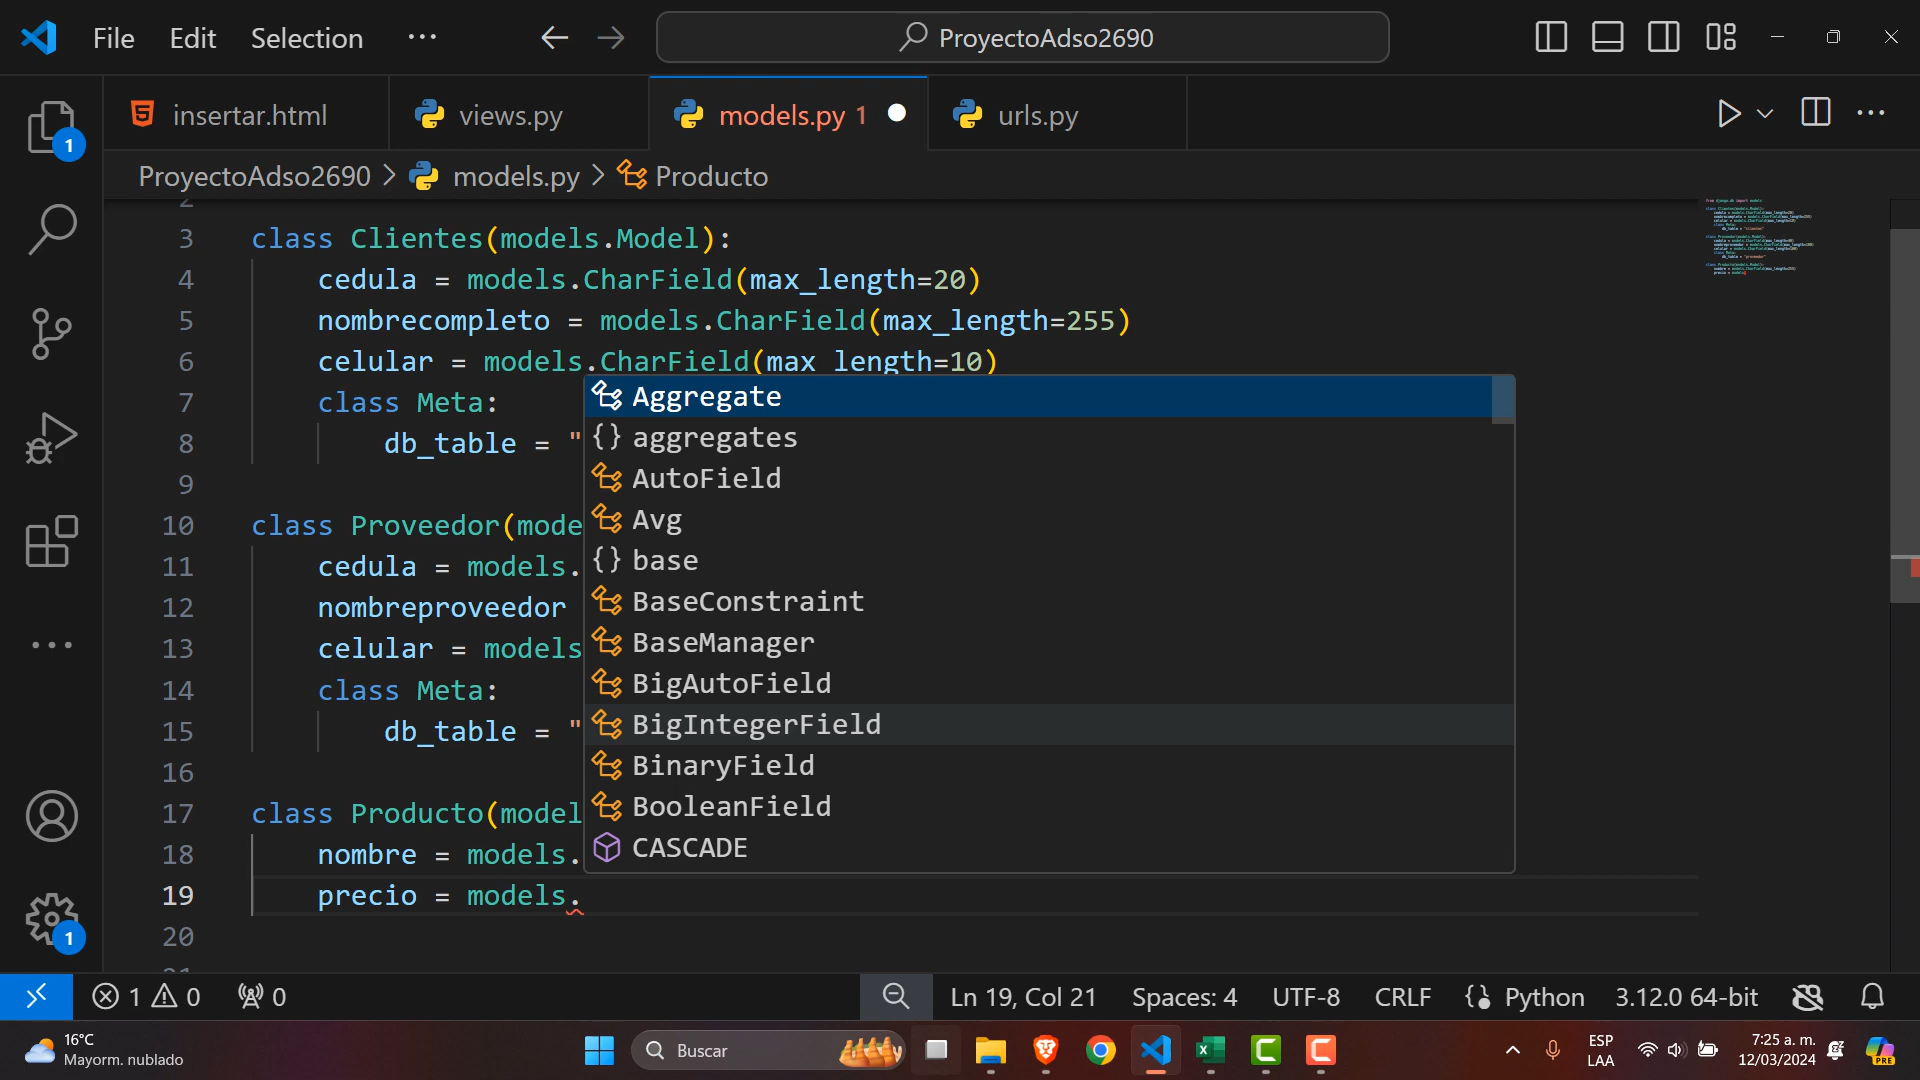 File Edit Selection ··· ProyectoAdso2690
1
insertar.html views.py models.py 1 urls.py
ProyectoAdso2690 > models.py > Producto
2
3 class Clientes(models.Model):
4 cedula = models.CharField(max_length=20)
5 nombrecompleto = models.CharField(max_length=255)
6 celular = models.CharField(max_length=10)
7 class Meta:
8 db_table = "
9
10 class Proveedor(mode
11 cedula = models.
12 nombreproveedor
13 celular = models
14 class Meta:
15 db_table = "
16
17 class Producto(model
18 nombre = models.
19 precio = models.
20
21
Aggregate
aggregates
AutoField
Avg
base
BaseConstraint
BaseManager
BigAutoField
BigIntegerField
BinaryField
BooleanField
CASCADE
1
1 0 0 Ln 19, Col 21 Spaces: 4 UTF-8 CRLF Python 3.12.0 64-bit
16°C
Mayorm. nublado
Buscar
ESP
LAA
7:25 a. m.
12/03/2024
PRE